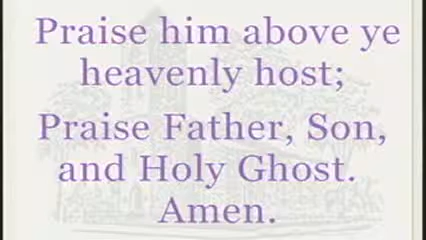 Praise him above ye
heavenly host;
Praise Father, Son,
and Holy Ghost.
Amen.